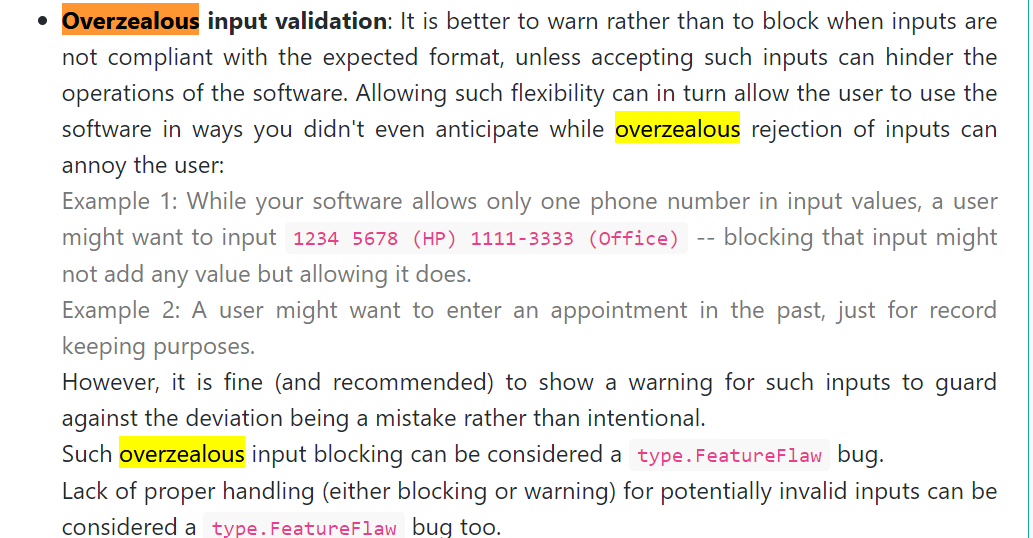 Overzealous input validation: It is better to warn rather than to block when inputs are
not compliant with the expected format, unless accepting such inputs can hinder the
operations of the software. Allowing such flexibility can in turn allow the user to use the
software in ways you didn't even anticipate while overzealous rejection of inputs can
annoy the user:
Example 1: While your software allows only one phone number in input values, a user
might want to input 1234 5678 (HP) 1111-3333 (Office) -- blocking that input might
not add any value but allowing it does.
Example 2: A user might want to enter an appointment in the past, just for record
keeping purposes.
However, it is fine (and recommended) to show a warning for such inputs to guard
against the deviation being a mistake rather than intentional.
Such overzealous input blocking can be considered a type.FeatureFlaw bug.
Lack of proper handling (either blocking or warning) for potentially invalid inputs can be
considered a type.FeatureFlaw bug too.